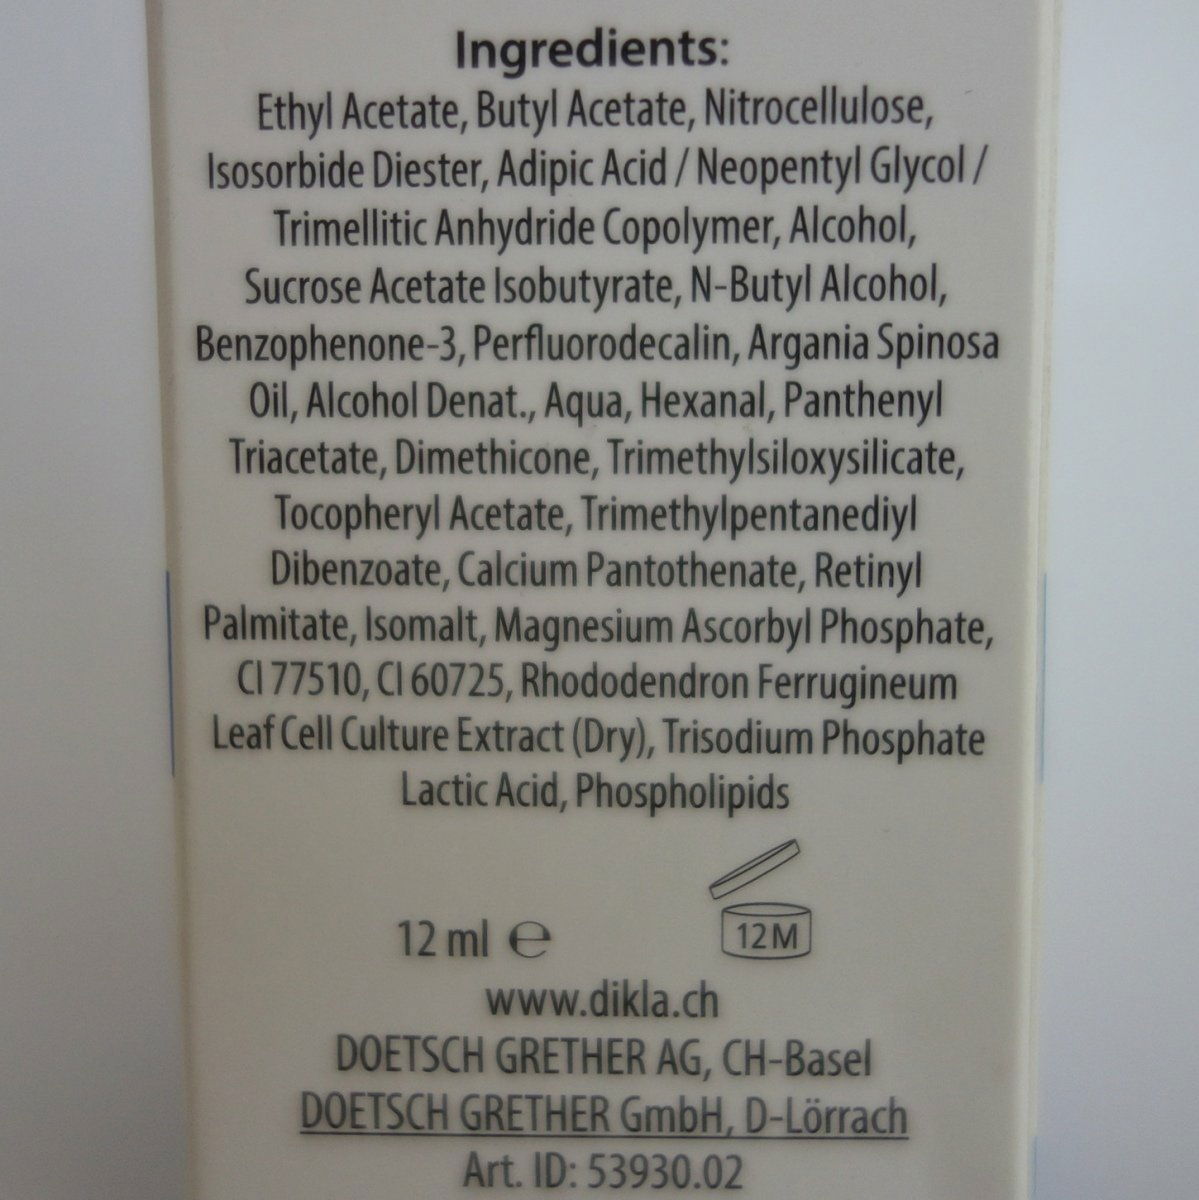 Ingredients:
Ethyl Acetate, Butyl Acetate, Nitrocellulose,
Isosorbide Diester, Adipic Acid / Neopentyl Glycol /
Trimellitic Anhydride Copolymer, Alcohol,
Sucrose Acetate Isobutyrate, N-Butyl Alcohol,
Benzophenone-3, Perfluorodecalin, Argania Spinosa
Oil, Alcohol Denat., Aqua, Hexanal, Panthenyl
Triacetate, Dimethicone, Trimethylsiloxysilicate,
Tocopheryl Acetate, Trimethylpentanediyl
Dibenzoate, Calcium Pantothenate, Retinyl
Palmitate, Isomalt, Magnesium Ascorbyl Phosphate,
CI 77510, CI 60725, Rhododendron Ferrugineum
Leaf Cell Culture Extract (Dry), Trisodium Phosphate
Lactic Acid, Phospholipids
12 ml ℮ 12 M
www.dikla.ch
DOETSCH GRETHER AG, CH-Basel
DOETSCH GRETHER GmbH, D-Lörrach
Art. ID: 53930.02